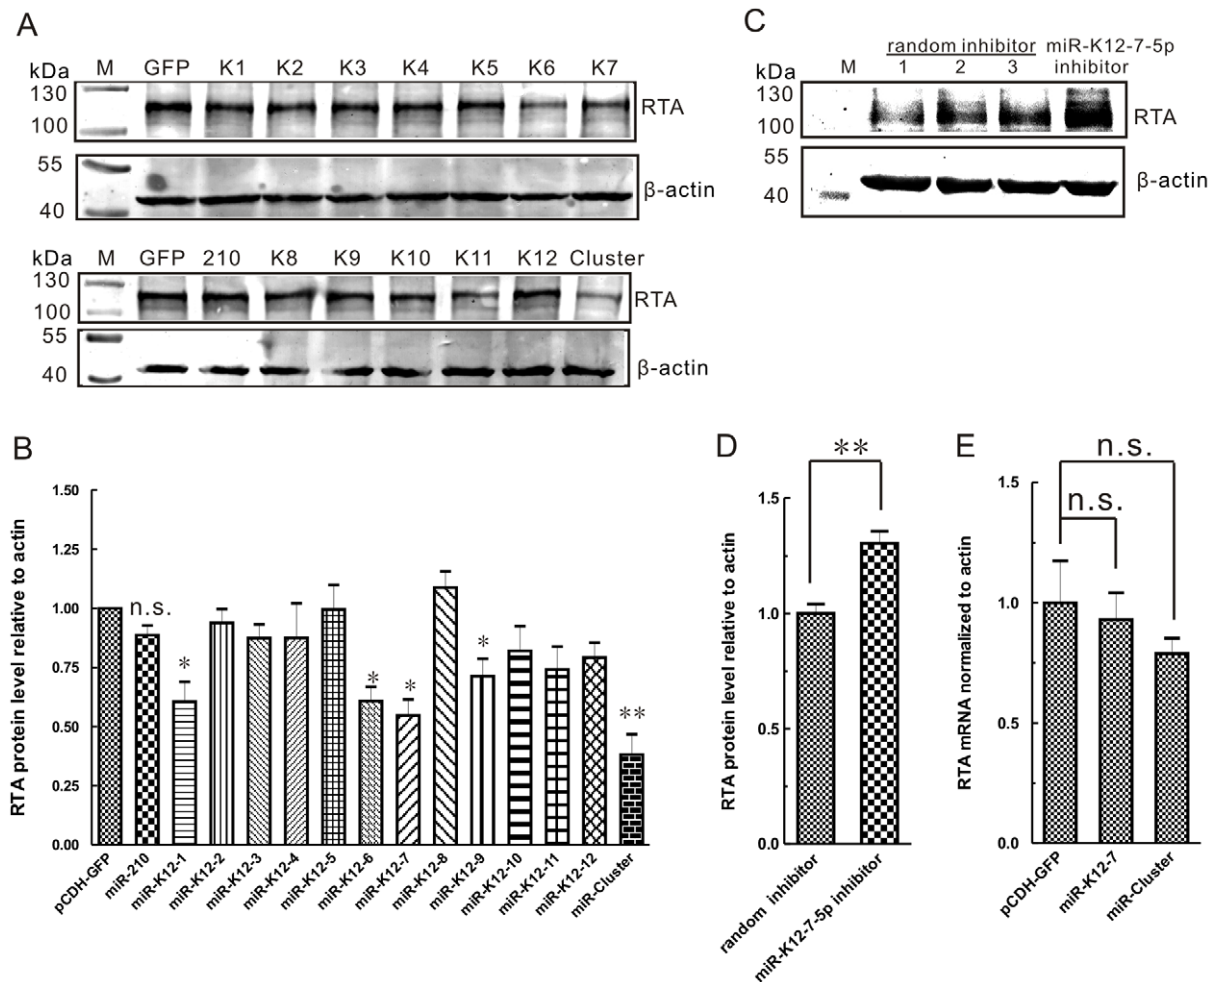 A
kDa M GFP K1 K2 K3 K4 K5 K6 K7
130
RTA
100
55
β-actin
40
kDa M GFP 210 K8 K9 K10 K11 K12 Cluster
130
RTA
100
55
β-actin
40
C
random inhibitor miR-K12-7-5p
kDa M 1 2 3 inhibitor
130
RTA
100
55
β-actin
40
B
RTA protein level relative to actin
1.50
1.25
1.00
0.75
0.50
0.25
0.00
n.s.
*
*
*
*
**
pCDH-GFP
miR-210
miR-K12-1
miR-K12-2
miR-K12-3
miR-K12-4
miR-K12-5
miR-K12-6
miR-K12-7
miR-K12-8
miR-K12-9
miR-K12-10
miR-K12-11
miR-K12-12
miR-Cluster
D
**
RTA protein level relative to actin
1.5
1.0
0.5
0.0
random inhibitor
miR-K12-7-5p inhibitor
E
n.s.
n.s.
RTA mRNA normalized to actin
1.5
1.0
0.5
0.0
pCDH-GFP
miR-K12-7
miR-Cluster